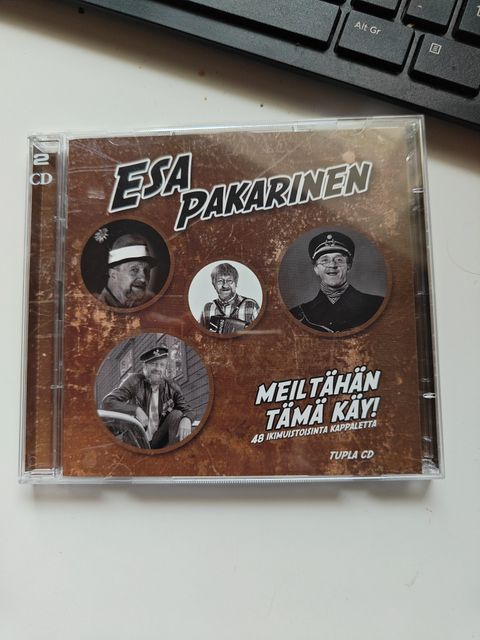 Alt Gr
2
CD
ESA
PAKARINEN
MEILTÄHÄN
TÄMÄ KÄY!
48 IKIMUISTOISINTA KAPPALETTA
TUPLA CD